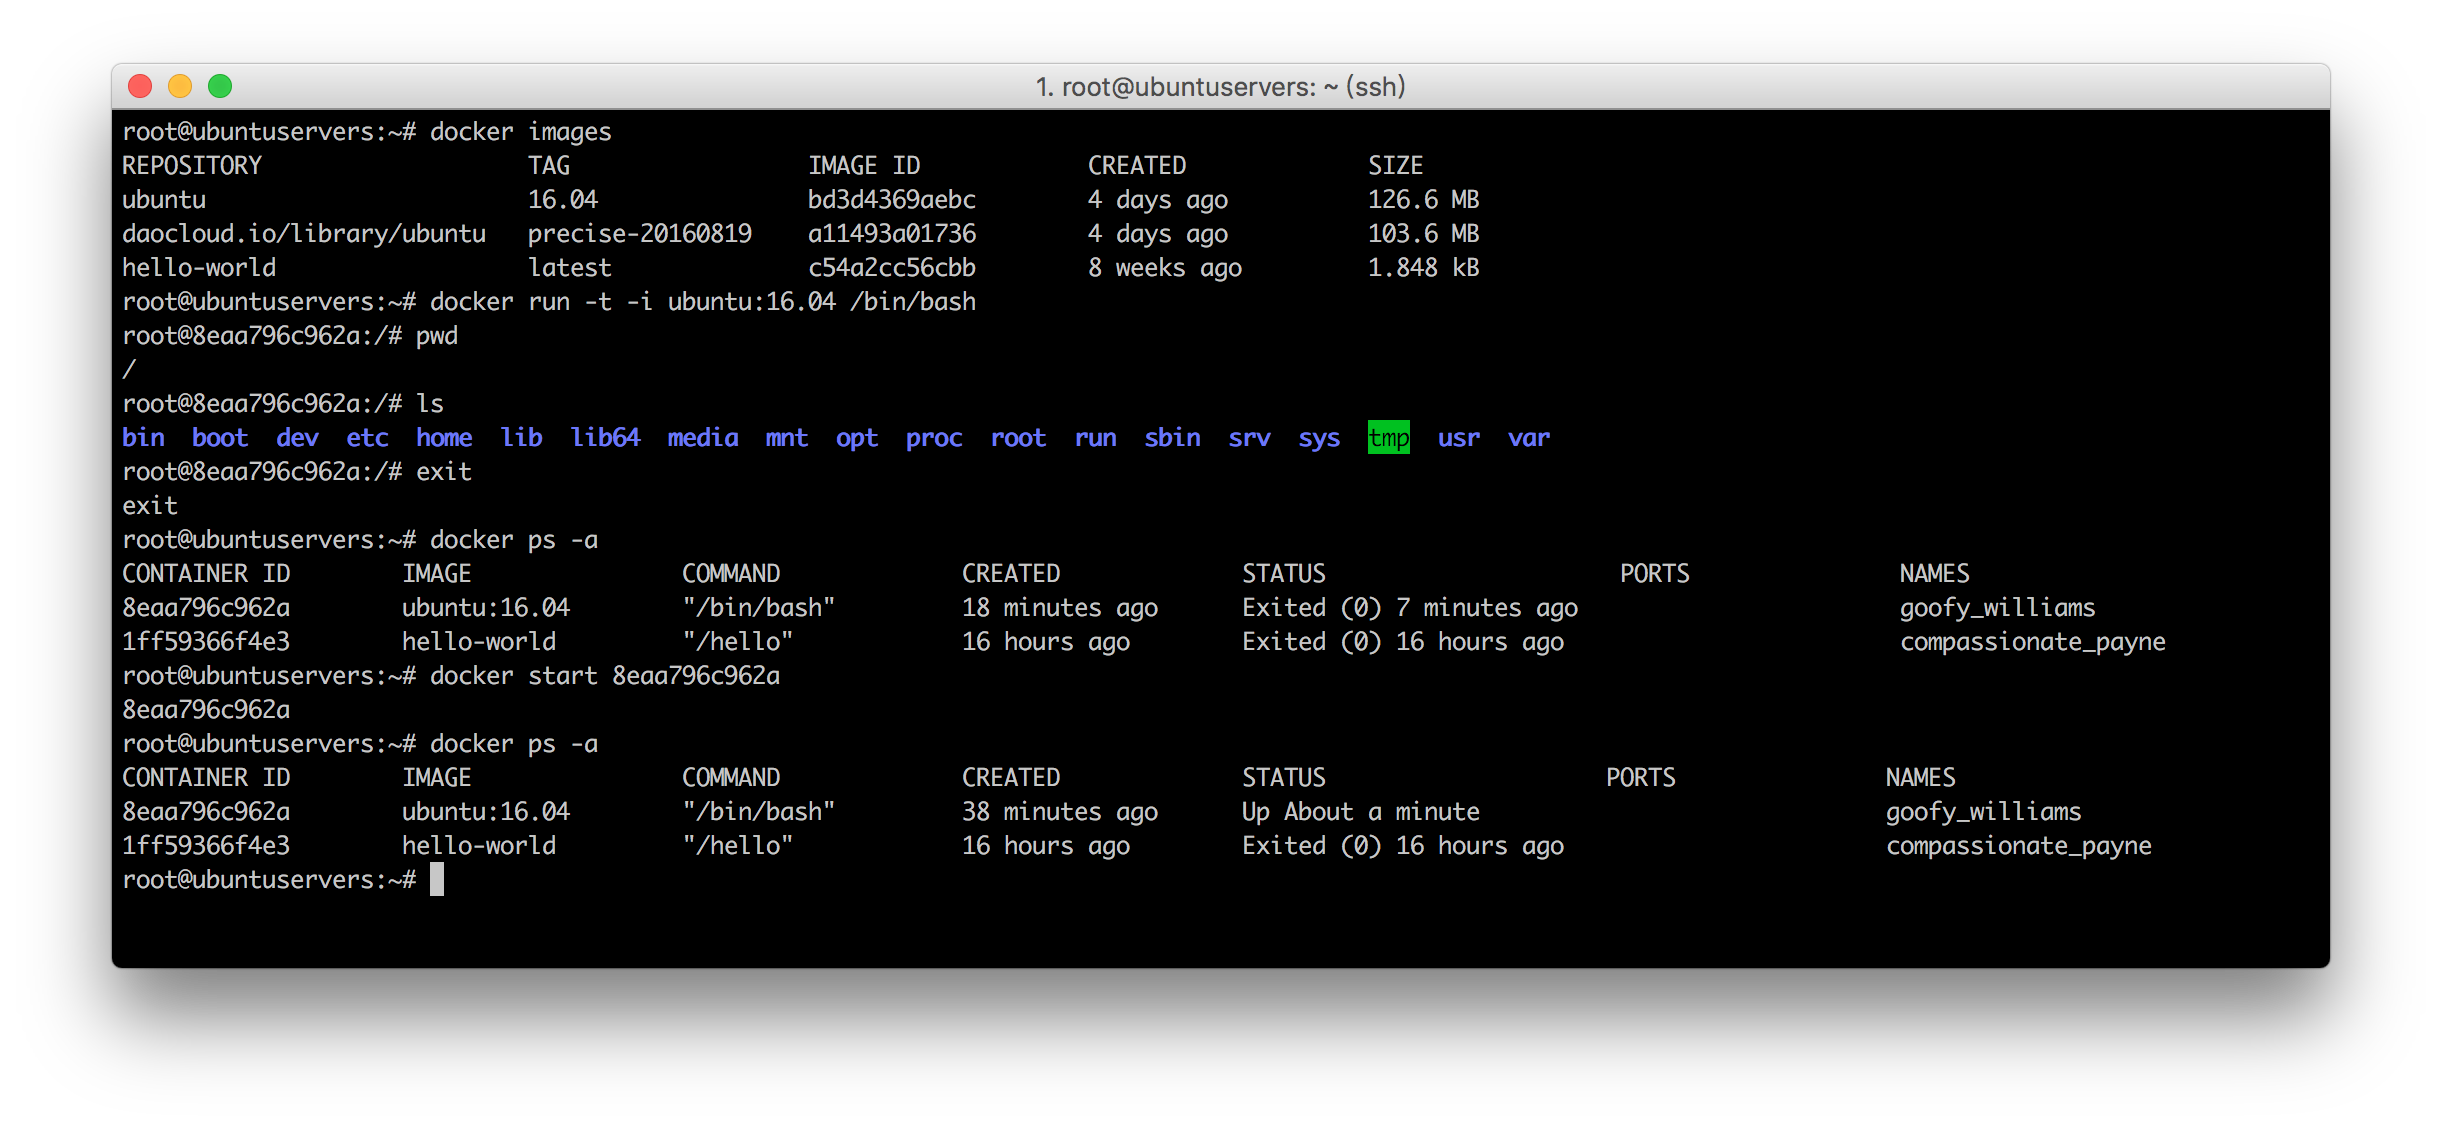 1. root@ubuntuservers: ~ (ssh)
root@ubuntuservers:~# docker images
REPOSITORY TAG IMAGE ID CREATED SIZE
ubuntu 16.04 bd3d4369aebc 4 days ago 126.6 MB
daocloud.io/library/ubuntu precise-20160819 a11493a01736 4 days ago 103.6 MB
hello-world latest c54a2cc56cbb 8 weeks ago 1.848 kB
root@ubuntuservers:~# docker run -t -i ubuntu:16.04 /bin/bash
root@8eaa796c962a:/# pwd
/
root@8eaa796c962a:/# ls
bin boot dev etc home lib lib64 media mnt opt proc root run sbin srv sys tmp usr var
root@8eaa796c962a:/# exit
exit
root@ubuntuservers:~# docker ps -a
CONTAINER ID IMAGE COMMAND CREATED STATUS PORTS NAMES
8eaa796c962a ubuntu:16.04 "/bin/bash" 18 minutes ago Exited (0) 7 minutes ago goofy_williams
1ff59366f4e3 hello-world "/hello" 16 hours ago Exited (0) 16 hours ago compassionate_payne
root@ubuntuservers:~# docker start 8eaa796c962a
8eaa796c962a
root@ubuntuservers:~# docker ps -a
CONTAINER ID IMAGE COMMAND CREATED STATUS PORTS NAMES
8eaa796c962a ubuntu:16.04 "/bin/bash" 38 minutes ago Up About a minute goofy_williams
1ff59366f4e3 hello-world "/hello" 16 hours ago Exited (0) 16 hours ago compassionate_payne
root@ubuntuservers:~#